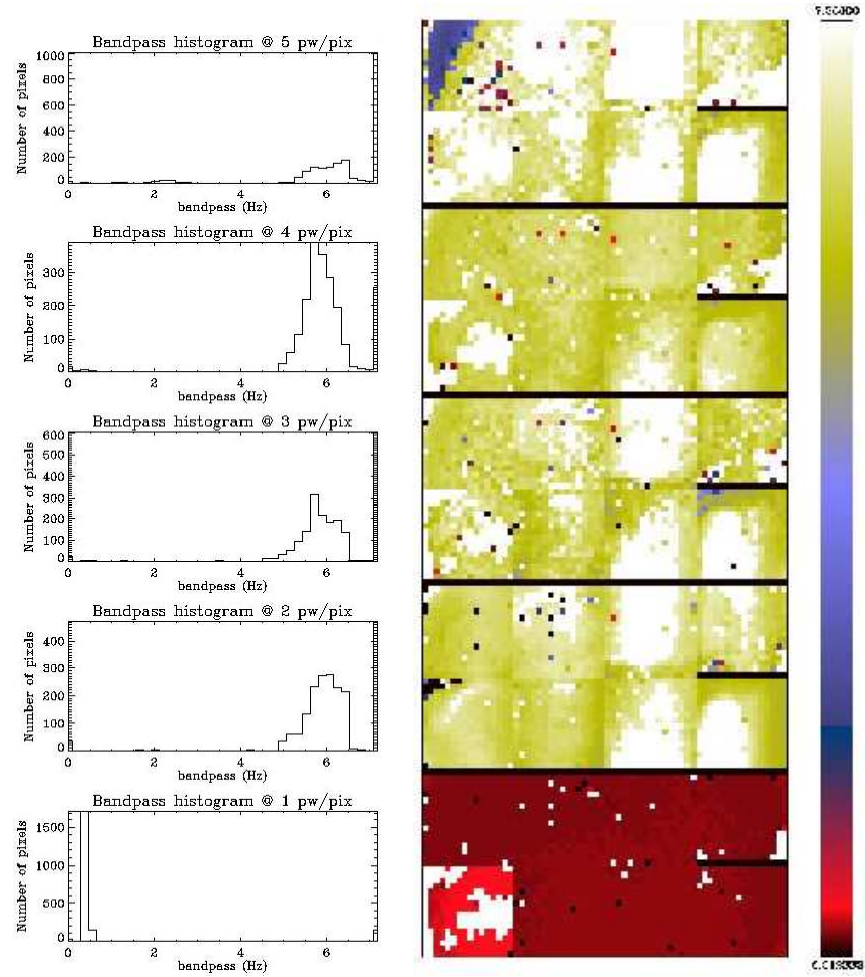 Bandpass histogram @ 5 pw/pix
Number of pixels
1000
800
600
400
200
0
0 2 4 6
bandpass (Hz)
Bandpass histogram @ 4 pw/pix
Number of pixels
300
200
100
0
0 2 4 6
bandpass (Hz)
Bandpass histogram @ 3 pw/pix
Number of pixels
600
500
400
300
200
100
0
0 2 4 6
bandpass (Hz)
Bandpass histogram @ 2 pw/pix
Number of pixels
400
300
200
100
0
0 2 4 6
bandpass (Hz)
Bandpass histogram @ 1 pw/pix
Number of pixels
1500
1000
500
0
0 2 4 6
bandpass (Hz)